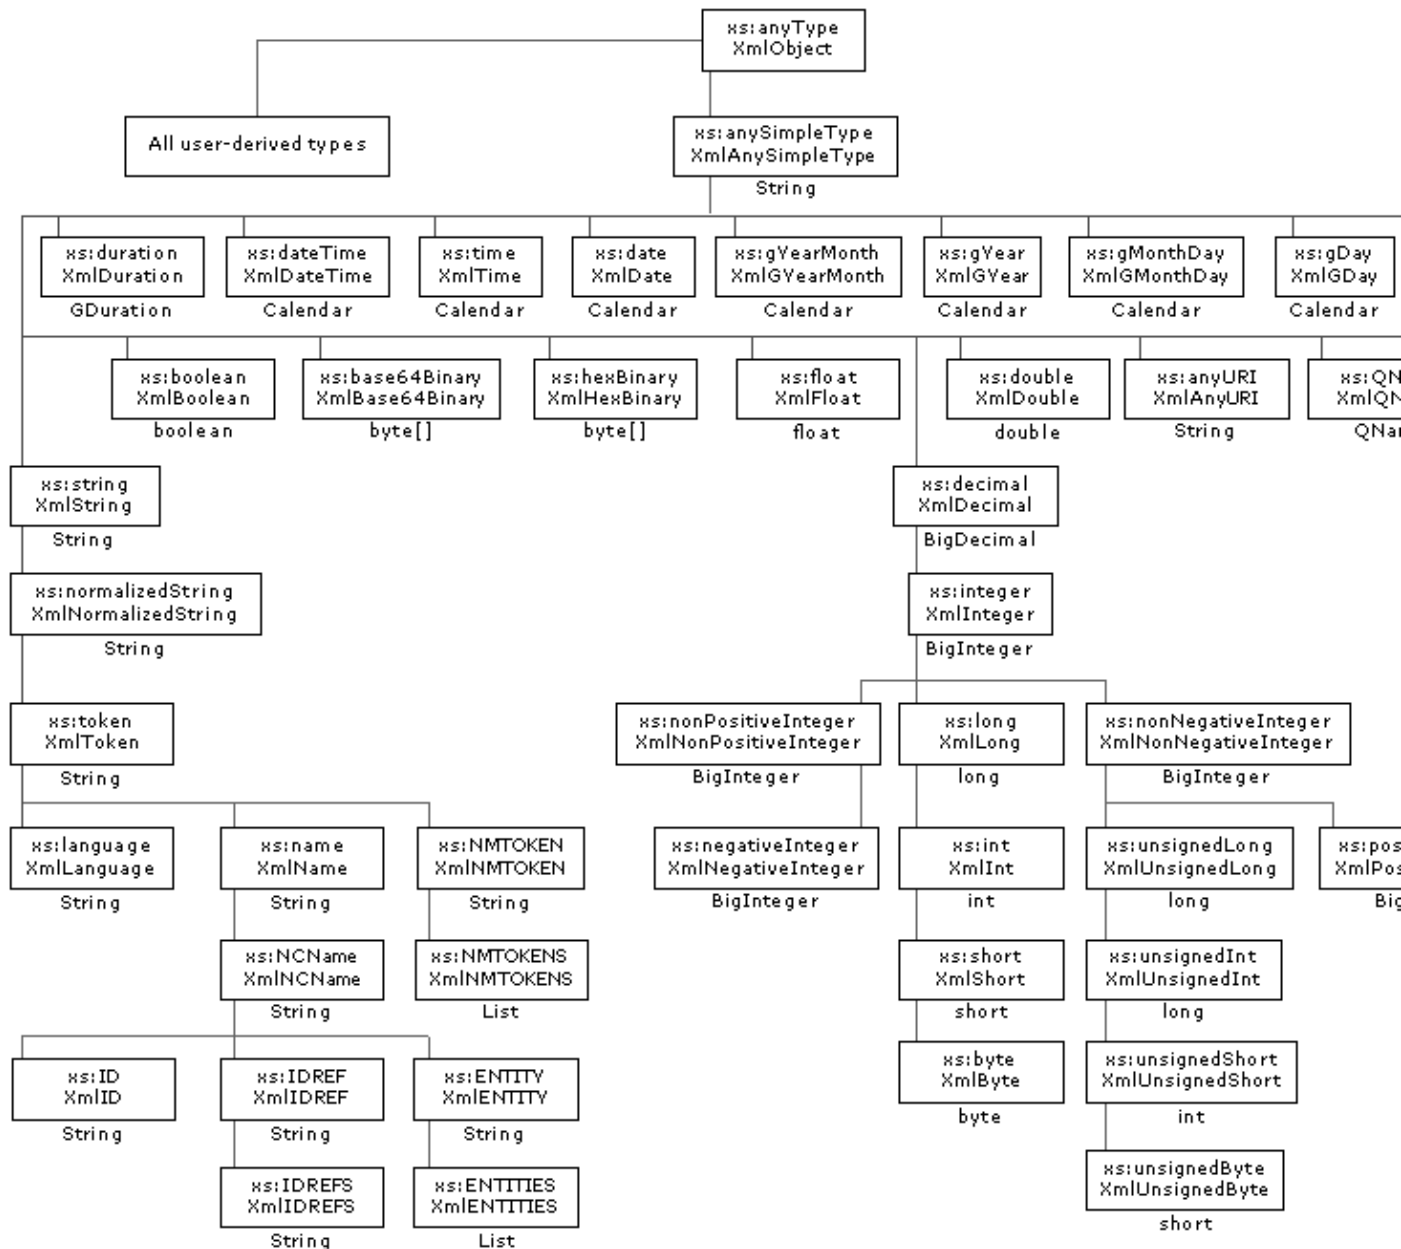 xs:anyType
XmlObject
All user-derived types
xs:anySimpleType
XmlAnySimpleType
String
xs:duration
XmlDuration
GDuration
xs:dateTime
XmlDateTime
Calendar
xs:time
XmlTime
Calendar
xs:date
XmlDate
Calendar
xs:gYearMonth
XmlGYearMonth
Calendar
xs:gYear
XmlGYear
Calendar
xs:gMonthDay
XmlGMonthDay
Calendar
xs:gDay
XmlGDay
Calendar
xs:boolean
XmlBoolean
boolean
xs:base64Binary
XmlBase64Binary
byte[]
xs:hexBinary
XmlHexBinary
byte[]
xs:float
XmlFloat
float
xs:double
XmlDouble
double
xs:anyURI
XmlAnyURI
String
xs:QN
XmlQN
QNa
xs:string
XmlString
String
xs:decimal
XmlDecimal
BigDecimal
xs:normalizedString
XmlNormalizedString
String
xs:integer
XmlInteger
BigInteger
xs:token
XmlToken
String
xs:nonPositiveInteger
XmlNonPositiveInteger
BigInteger
xs:long
XmlLong
long
xs:nonNegativeInteger
XmlNonNegativeInteger
BigInteger
xs:language
XmlLanguage
String
xs:name
XmlName
String
xs:NMTOKEN
XmlNMTOKEN
String
xs:negativeInteger
XmlNegativeInteger
BigInteger
xs:int
XmlInt
int
xs:unsignedLong
XmlUnsignedLong
long
xs:pos
XmlPos
Big
xs:NCName
XmlNCName
String
xs:NMTOKENS
XmlNMTOKENS
List
xs:short
XmlShort
short
xs:unsignedInt
XmlUnsignedInt
long
xs:ID
XmlID
String
xs:IDREF
XmlIDREF
String
xs:ENTITY
XmlENTITY
String
xs:byte
XmlByte
byte
xs:unsignedShort
XmlUnsignedShort
int
xs:IDREFS
XmlIDREFS
String
xs:ENTITIES
XmlENTITIES
List
xs:unsignedByte
XmlUnsignedByte
short